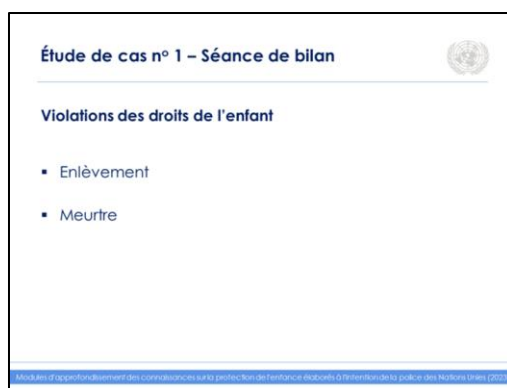 Étude de cas nº 1 – Séance de bilan
Violations des droits de l'enfant
▪ Enlèvement
▪ Meurtre
Modules d'approfondissement des connaissances sur la protection de l'enfance élaborés à l'intention de la police des Nations Unies (2023